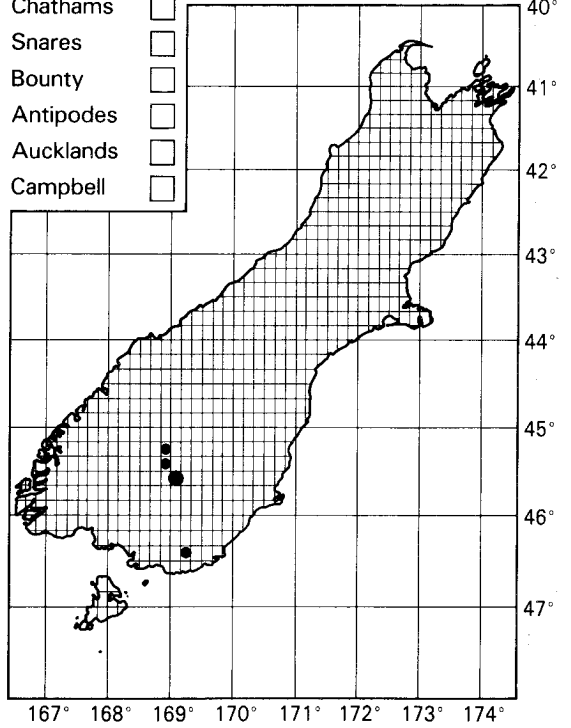 Chathams
Snares
Bounty
Antipodes
Aucklands
Campbell
40°
41°
42°
43°
44°
45°
46°
47°
167° 168° 169° 170° 171° 172° 173° 174°